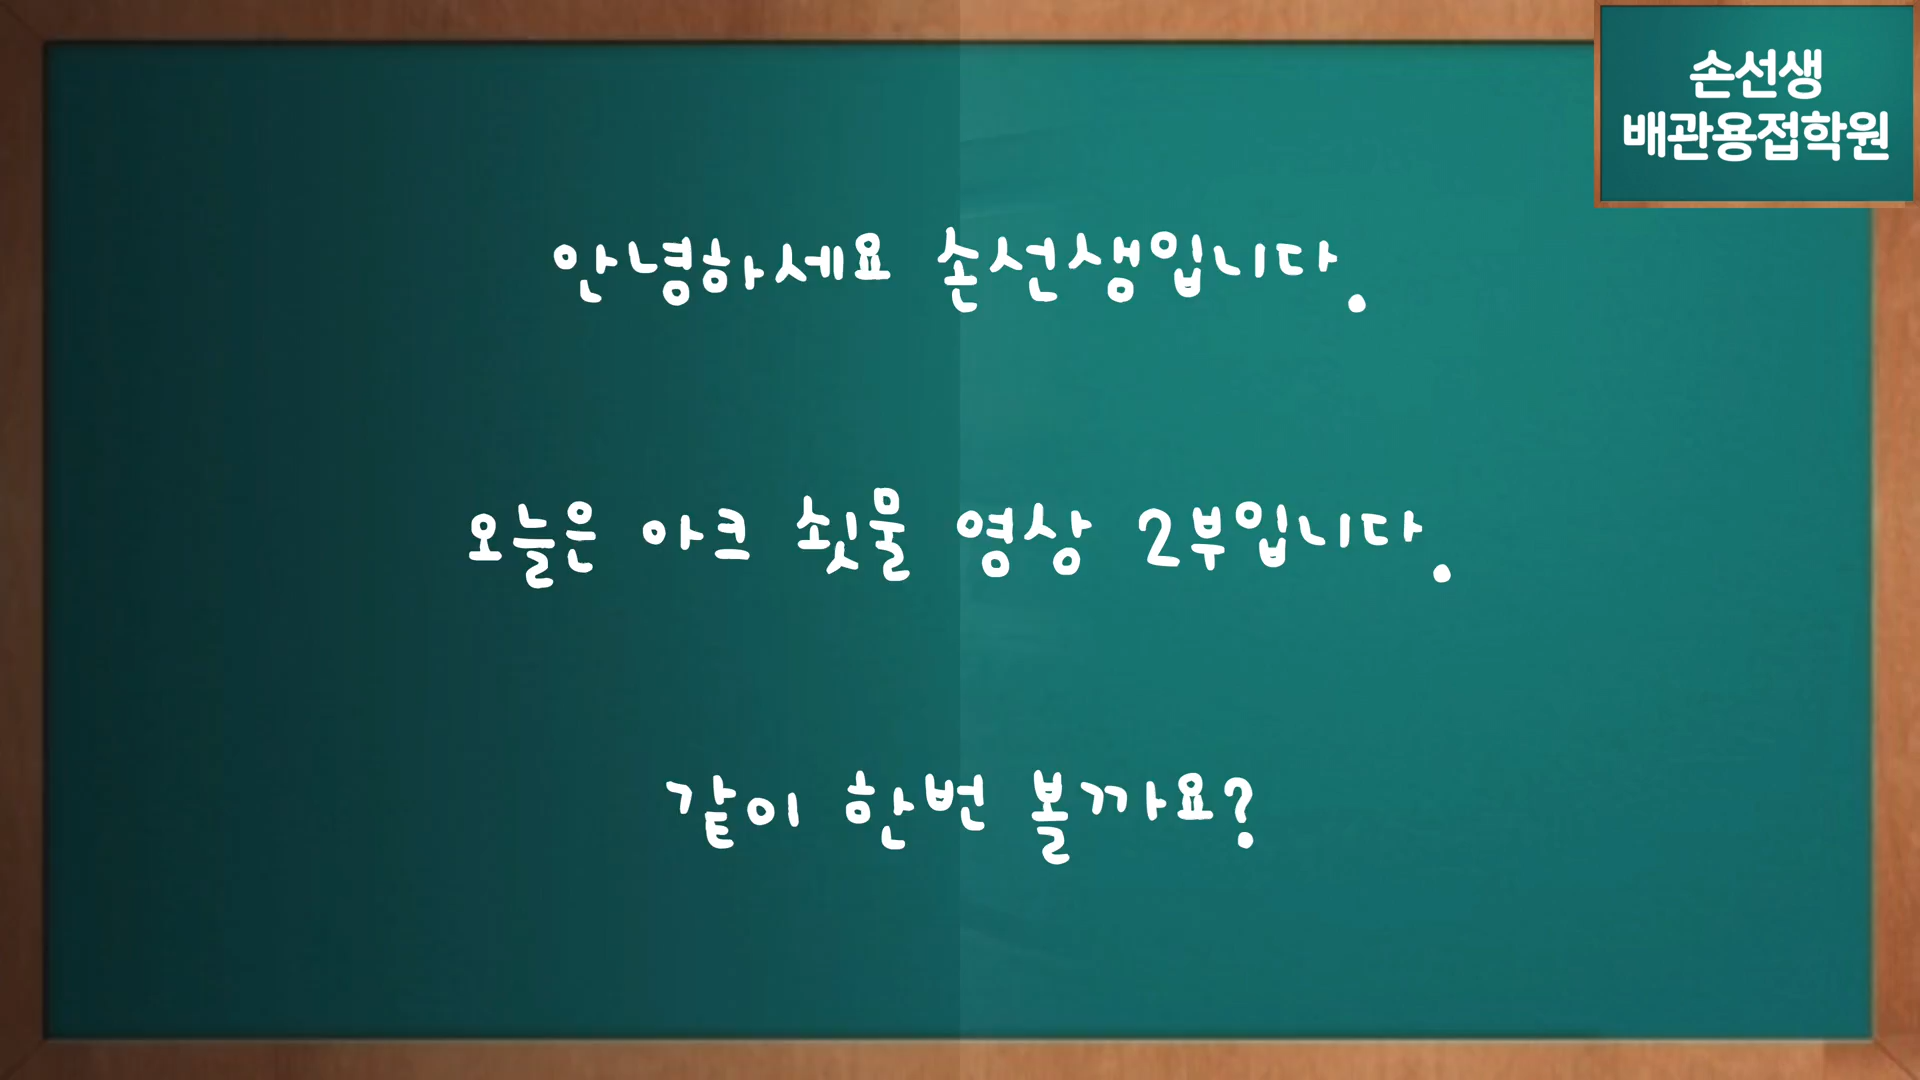 손선생
배관용접학원
안녕하세요 손선생입니다.
오늘은 아크 쇳물 영상 2부입니다.
같이 한번 볼까요?